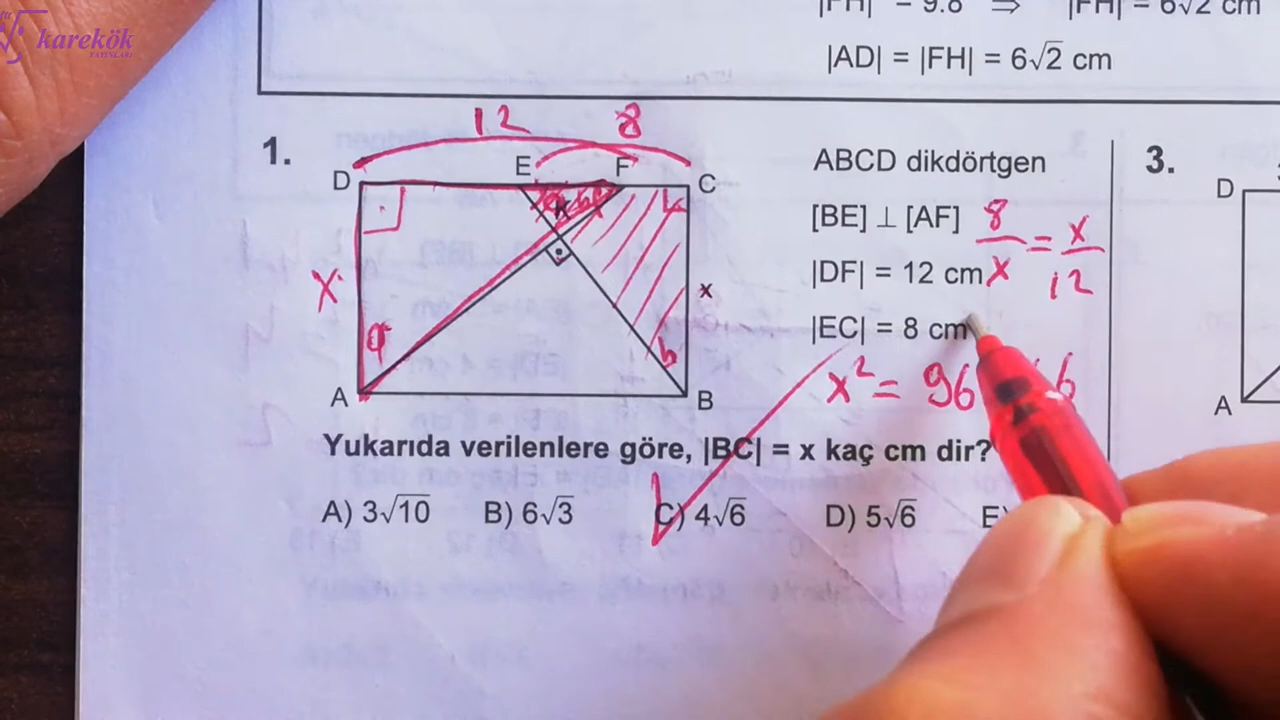 karekök
YAYINLARI
|FH| = 9.8 ⇒ |FH| = 6√2 cm
|AD| = |FH| = 6√2 cm
12 8
1.
D E F C
ABCD dikdörtgen
[BE] ⊥ [AF]
|DF| = 12 cm
|EC| = 8 cm
8/x = x/12
x² = 96
x x
a b
A B
Yukarıda verilenlere göre, |BC| = x kaç cm dir?
A) 3√10 B) 6√3 C) 4√6 D) 5√6 E)
3.
D
A